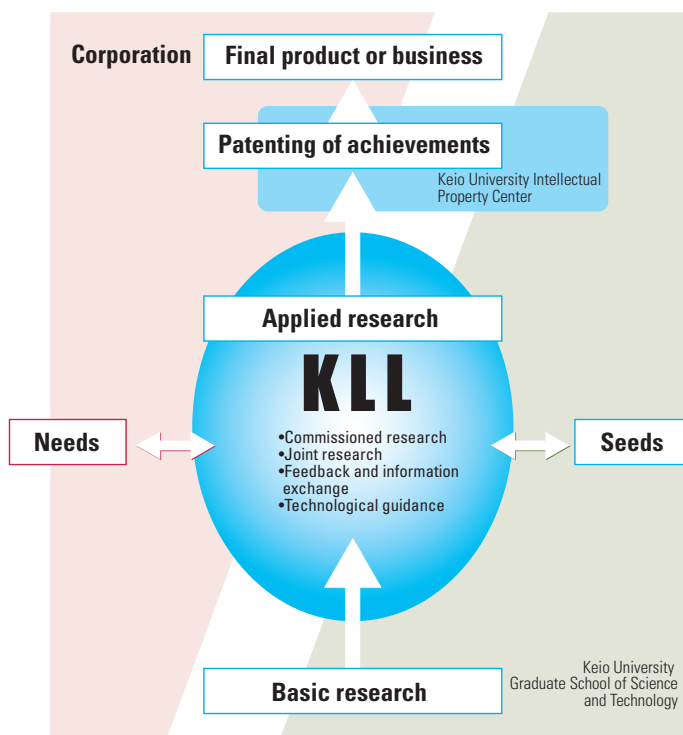 Corporation
Final product or business
Patenting of achievements
Keio University Intellectual
Property Center
Applied research
KLL
•Commissioned research
•Joint research
•Feedback and information
exchange
•Technological guidance
Needs
Seeds
Basic research
Keio University
Graduate School of Science
and Technology